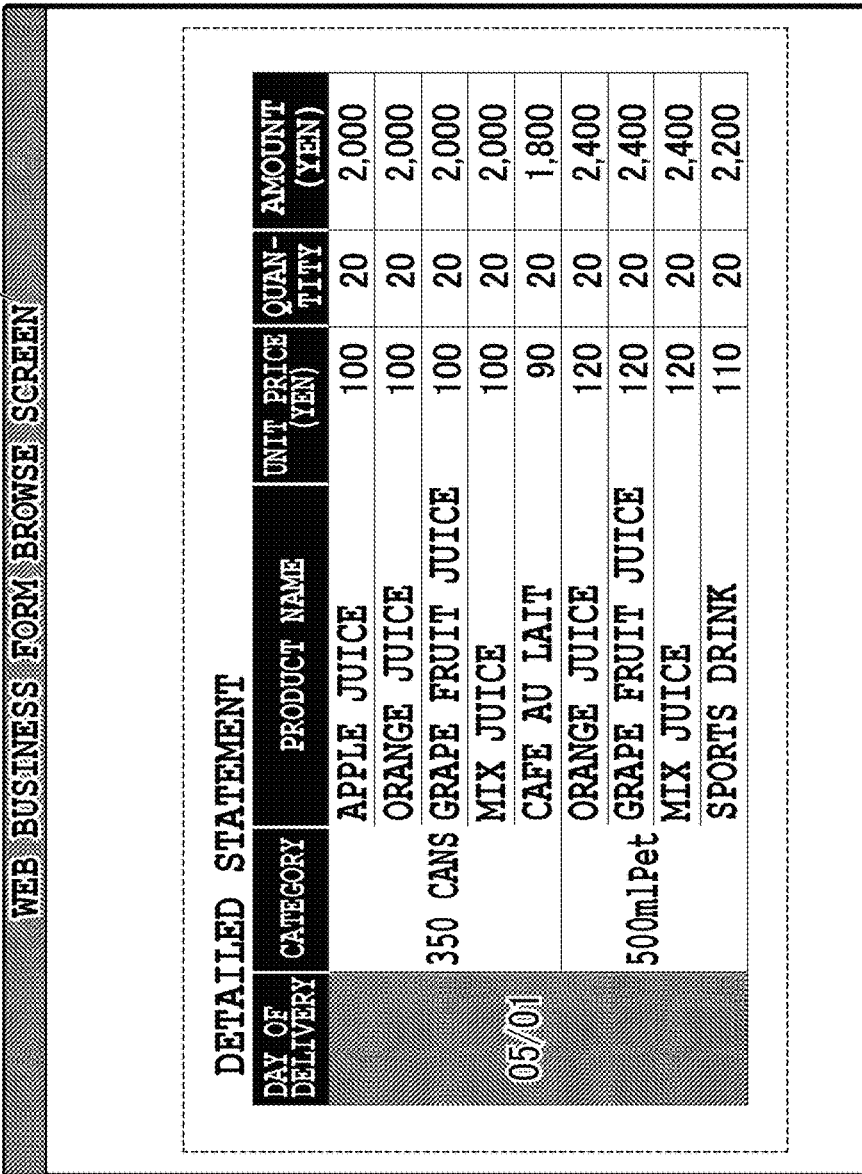 WEB BUSINESS FORM BROWSE SCREEN
DETAILED STATEMENT
DAY OF DELIVERY CATEGORY PRODUCT NAME UNIT PRICE (YEN) QUAN-TITY AMOUNT (YEN)
05/01 350 CANS APPLE JUICE 100 20 2,000
ORANGE JUICE 100 20 2,000
GRAPE FRUIT JUICE 100 20 2,000
MIX JUICE 100 20 2,000
CAFE AU LAIT 90 20 1,800
500mlPet ORANGE JUICE 120 20 2,400
GRAPE FRUIT JUICE 120 20 2,400
MIX JUICE 120 20 2,400
SPORTS DRINK 110 20 2,200